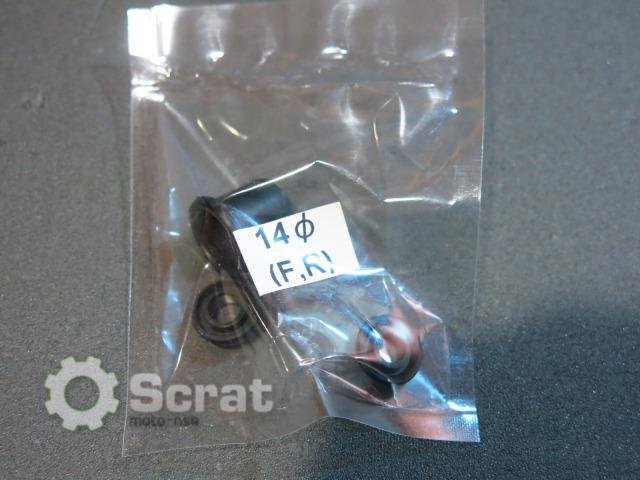 14ϕ
(F,R)
Scrat
moto-nsk